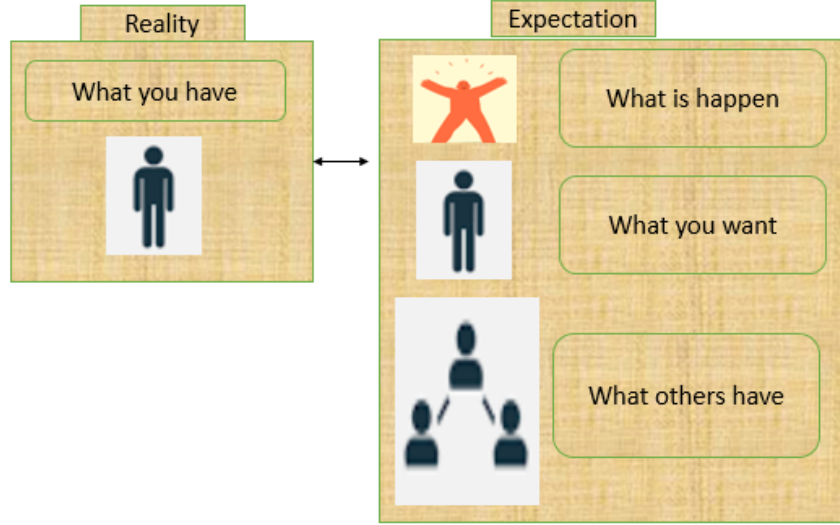 Reality
What you have
Expectation
What is happen
What you want
What others have